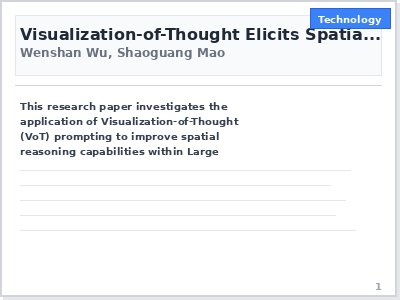 Technology
Visualization-of-Thought Elicits Spatia...
Wenshan Wu, Shaoguang Mao
This research paper investigates the
application of Visualization-of-Thought
(VoT) prompting to improve spatial
reasoning capabilities within Large
1